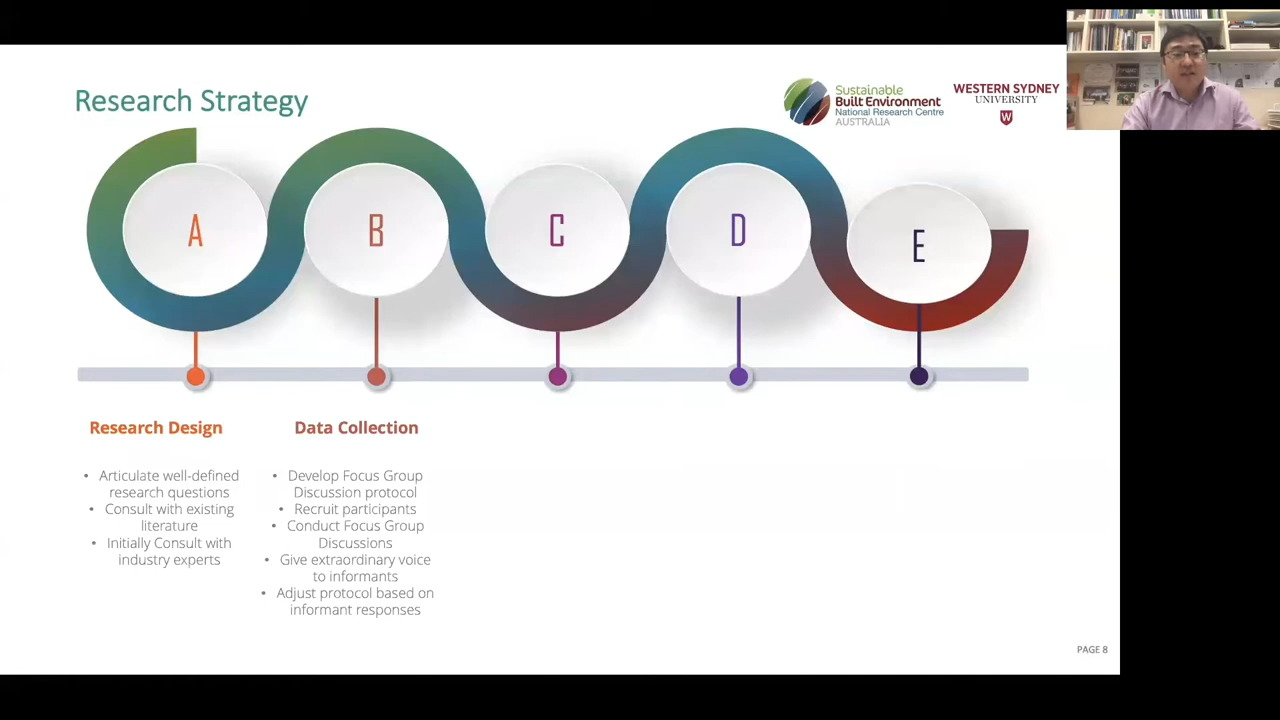 Research Strategy
Sustainable
Built Environment
National Research Centre
AUSTRALIA
WESTERN SYDNEY
UNIVERSITY
W
A
B
C
D
E
Research Design
• Articulate well-defined
research questions
• Consult with existing
literature
• Initially Consult with
industry experts
Data Collection
• Develop Focus Group
Discussion protocol
• Recruit participants
• Conduct Focus Group
Discussions
• Give extraordinary voice
to informants
• Adjust protocol based on
informant responses
PAGE 8